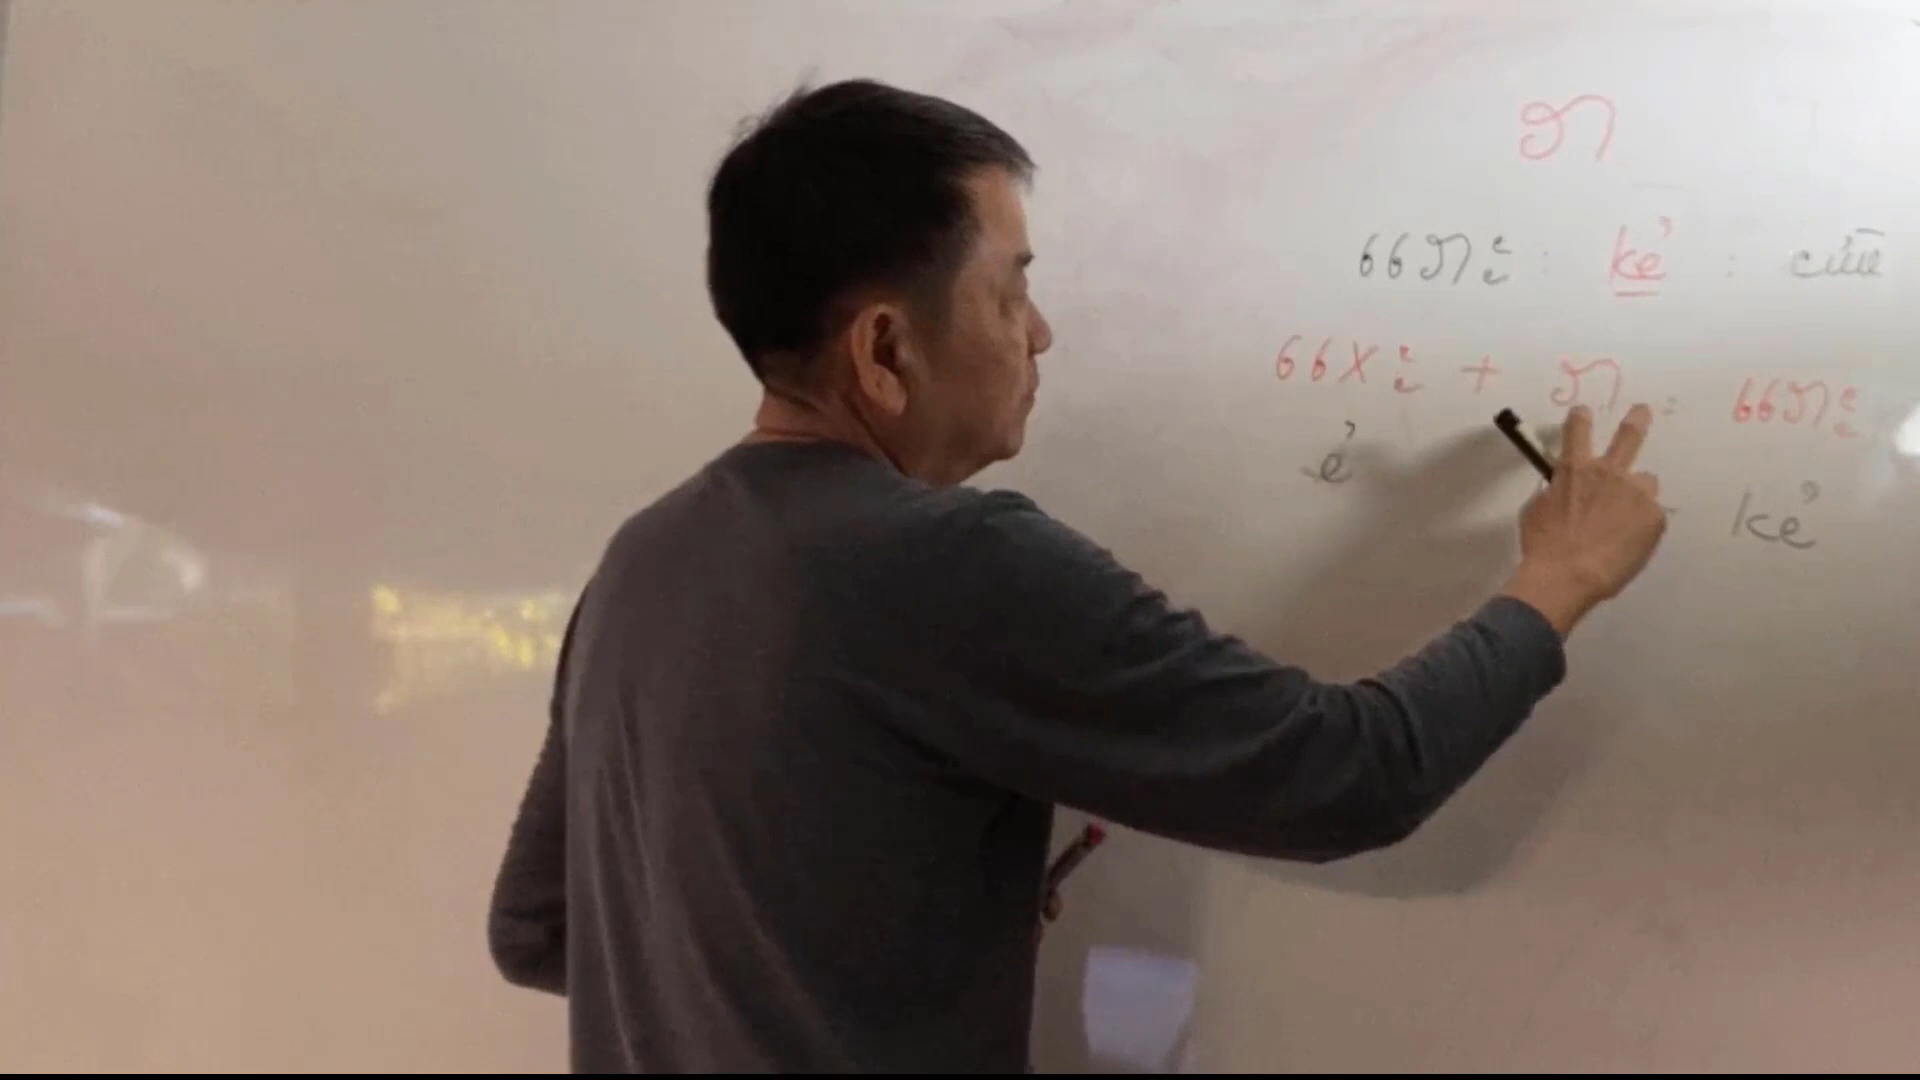 ກ
ແກະ : kẻ : cừu
ແxະ + ກ = ແກະ
ẻ kẻ